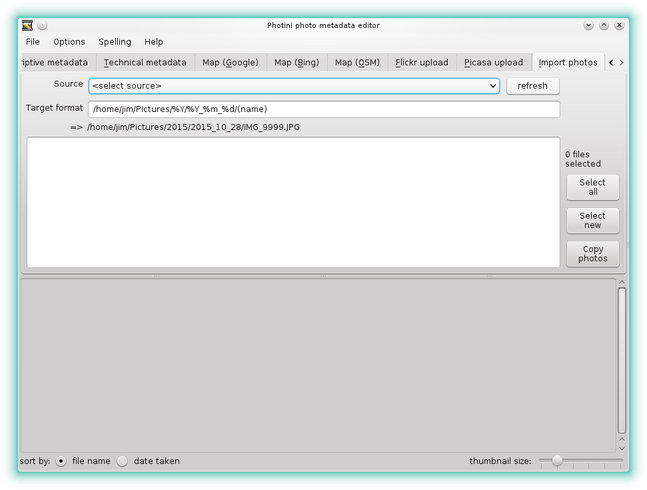 Photini photo metadata editor
File Options Spelling Help
iptive metadata Technical metadata Map (Google) Map (Bing) Map (OSM) Flickr upload Picasa upload Import photos
Source <select source> refresh
Target format /home/jim/Pictures/%Y/%Y_%m_%d/(name)
=> /home/jim/Pictures/2015/2015_10_28/IMG_9999.JPG
0 files
selected
Select
all
Select
new
Copy
photos
sort by: file name date taken thumbnail size: